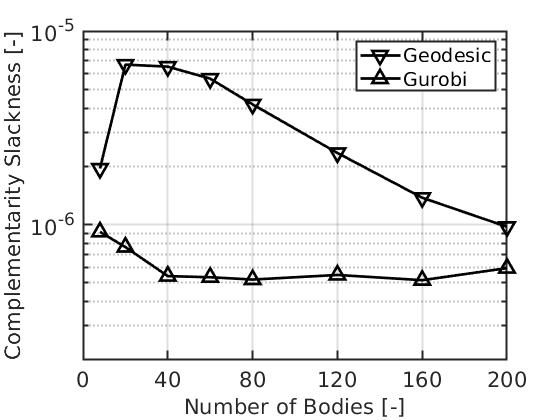 10^-5
Geodesic
Gurobi
Complementarity Slackness [-]
10^-6
0 40 80 120 160 200
Number of Bodies [-]